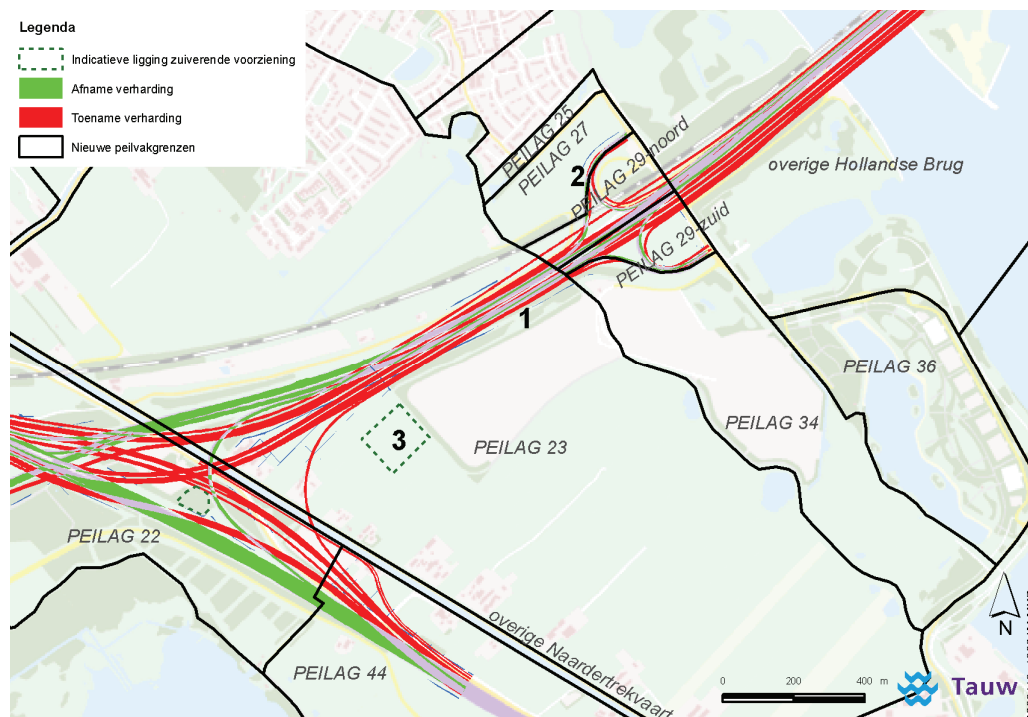 Legenda
Indicatieve ligging zuiverende voorziening
Afname verharding
Toename verharding
Nieuwe peilvakgrenzen
PEILAG 25
PEILAG 27
2
PEILAG 29-noord
overige Hollandse Brug
PEILAG 29-zuid
1
PEILAG 36
3
PEILAG 23
PEILAG 34
PEILAG 22
overige Naardertrekvaart
PEILAG 44
N
0 200 400 m
Tauw